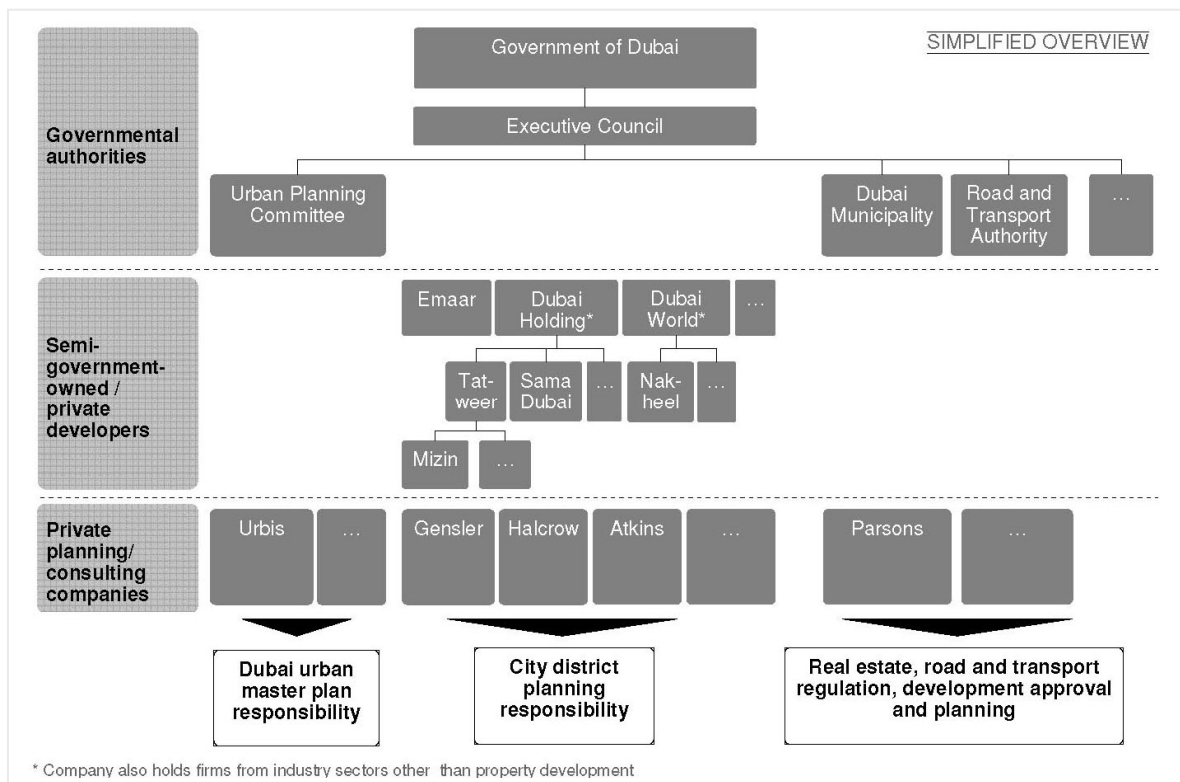 SIMPLIFIED OVERVIEW
Governmental
authorities
Government of Dubai
Executive Council
Urban Planning
Committee
Dubai
Municipality
Road and
Transport
Authority
…
Semi-
government-
owned /
private
developers
Emaar
Dubai
Holding*
Dubai
World*
…
Tat-
weer
Sama
Dubai
…
Nak-
heel
…
Mizin
…
Private
planning/
consulting
companies
Urbis
…
Gensler
Halcrow
Atkins
…
Parsons
…
Dubai urban
master plan
responsibility
City district
planning
responsibility
Real estate, road and transport
regulation, development approval
and planning
* Company also holds firms from industry sectors other than property development